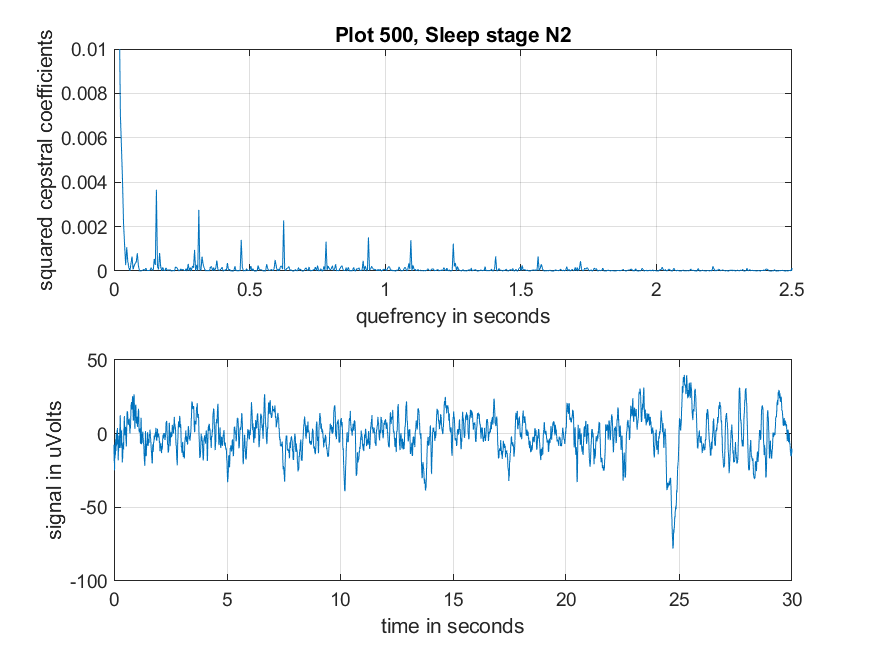 Plot 500, Sleep stage N2
squared cepstral coefficients
0.01
0.008
0.006
0.004
0.002
0
0 0.5 1 1.5 2 2.5
quefrency in seconds
signal in uVolts
50
0
-50
-100
0 5 10 15 20 25 30
time in seconds